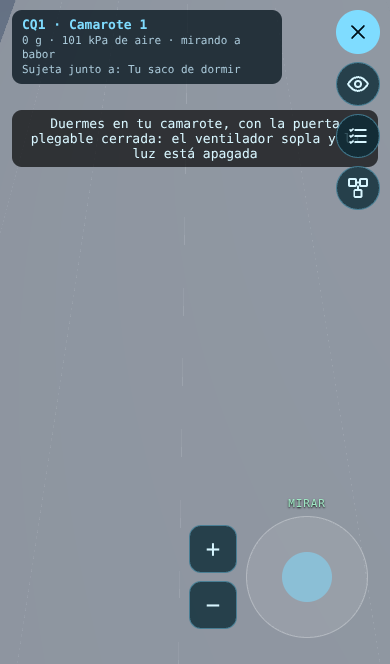 CQ1 · Camarote 1
0 g · 101 kPa de aire · mirando a
babor
Sujeta junto a: Tu saco de dormir
Duermes en tu camarote, con la puerta
plegable cerrada: el ventilador sopla y
luz está apagada
MIRAR
+
−